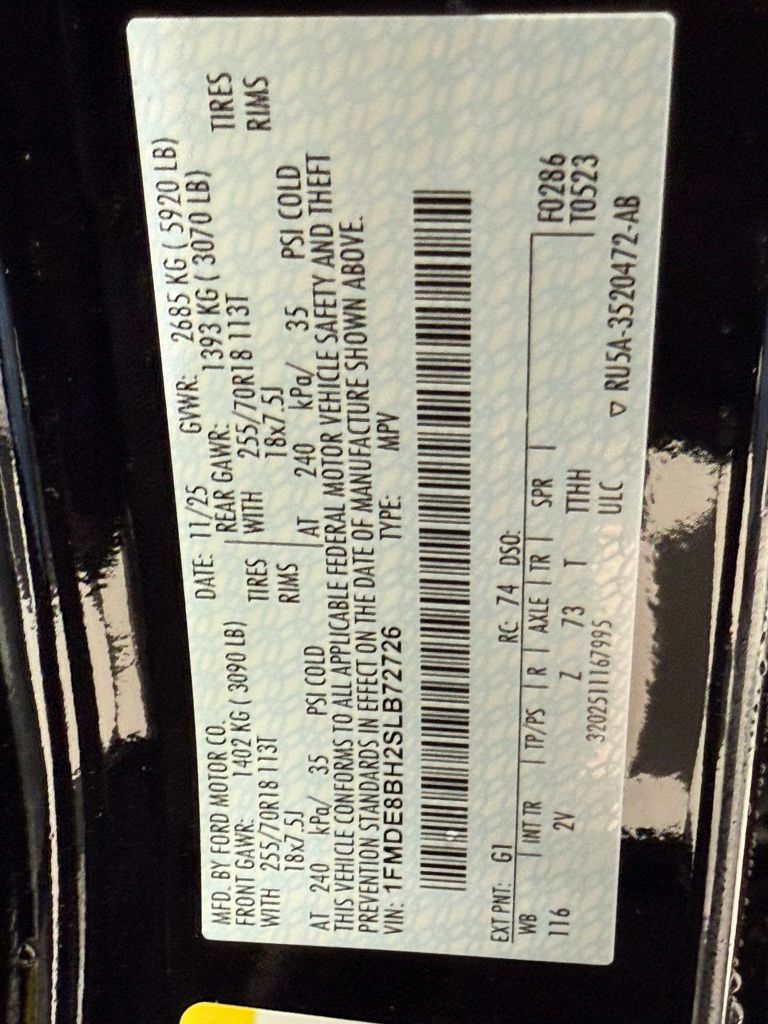 MFD. BY FORD MOTOR CO.
DATE: 11/25 GVWR: 2685 KG ( 5920 LB)
FRONT GAWR: 1402 KG ( 3090 LB) REAR GAWR: 1393 KG ( 3070 LB)
WITH 255/70R18 113T TIRES WITH 255/70R18 113T TIRES
18x7.5J RIMS 18x7.5J RIMS
AT 240 kPa/ 35 PSI COLD AT 240 kPa/ 35 PSI COLD
THIS VEHICLE CONFORMS TO ALL APPLICABLE FEDERAL MOTOR VEHICLE SAFETY AND THEFT
PREVENTION STANDARDS IN EFFECT ON THE DATE OF MANUFACTURE SHOWN ABOVE.
VIN: 1FMDE8BH2SLB72726 TYPE: MPV
EXT PNT: G1 RC: 74 DSO:
WB INT TR TP/PS R AXLE TR SPR F0286
116 2V Z 73 T TTHH T0523
3202511167995 ULC
▽ RU5A-3520472-AB